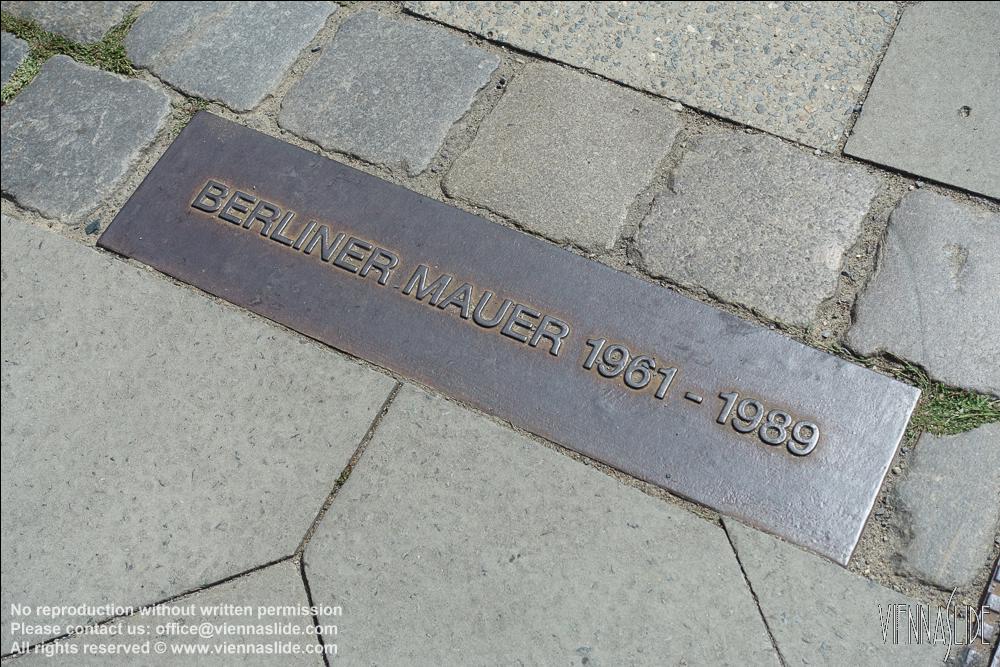 BERLINER MAUER 1961 - 1989
No reproduction without written permission
Please contact us: office@viennaslide.com
All rights reserved © www.viennaslide.com
VIENNASLIDE